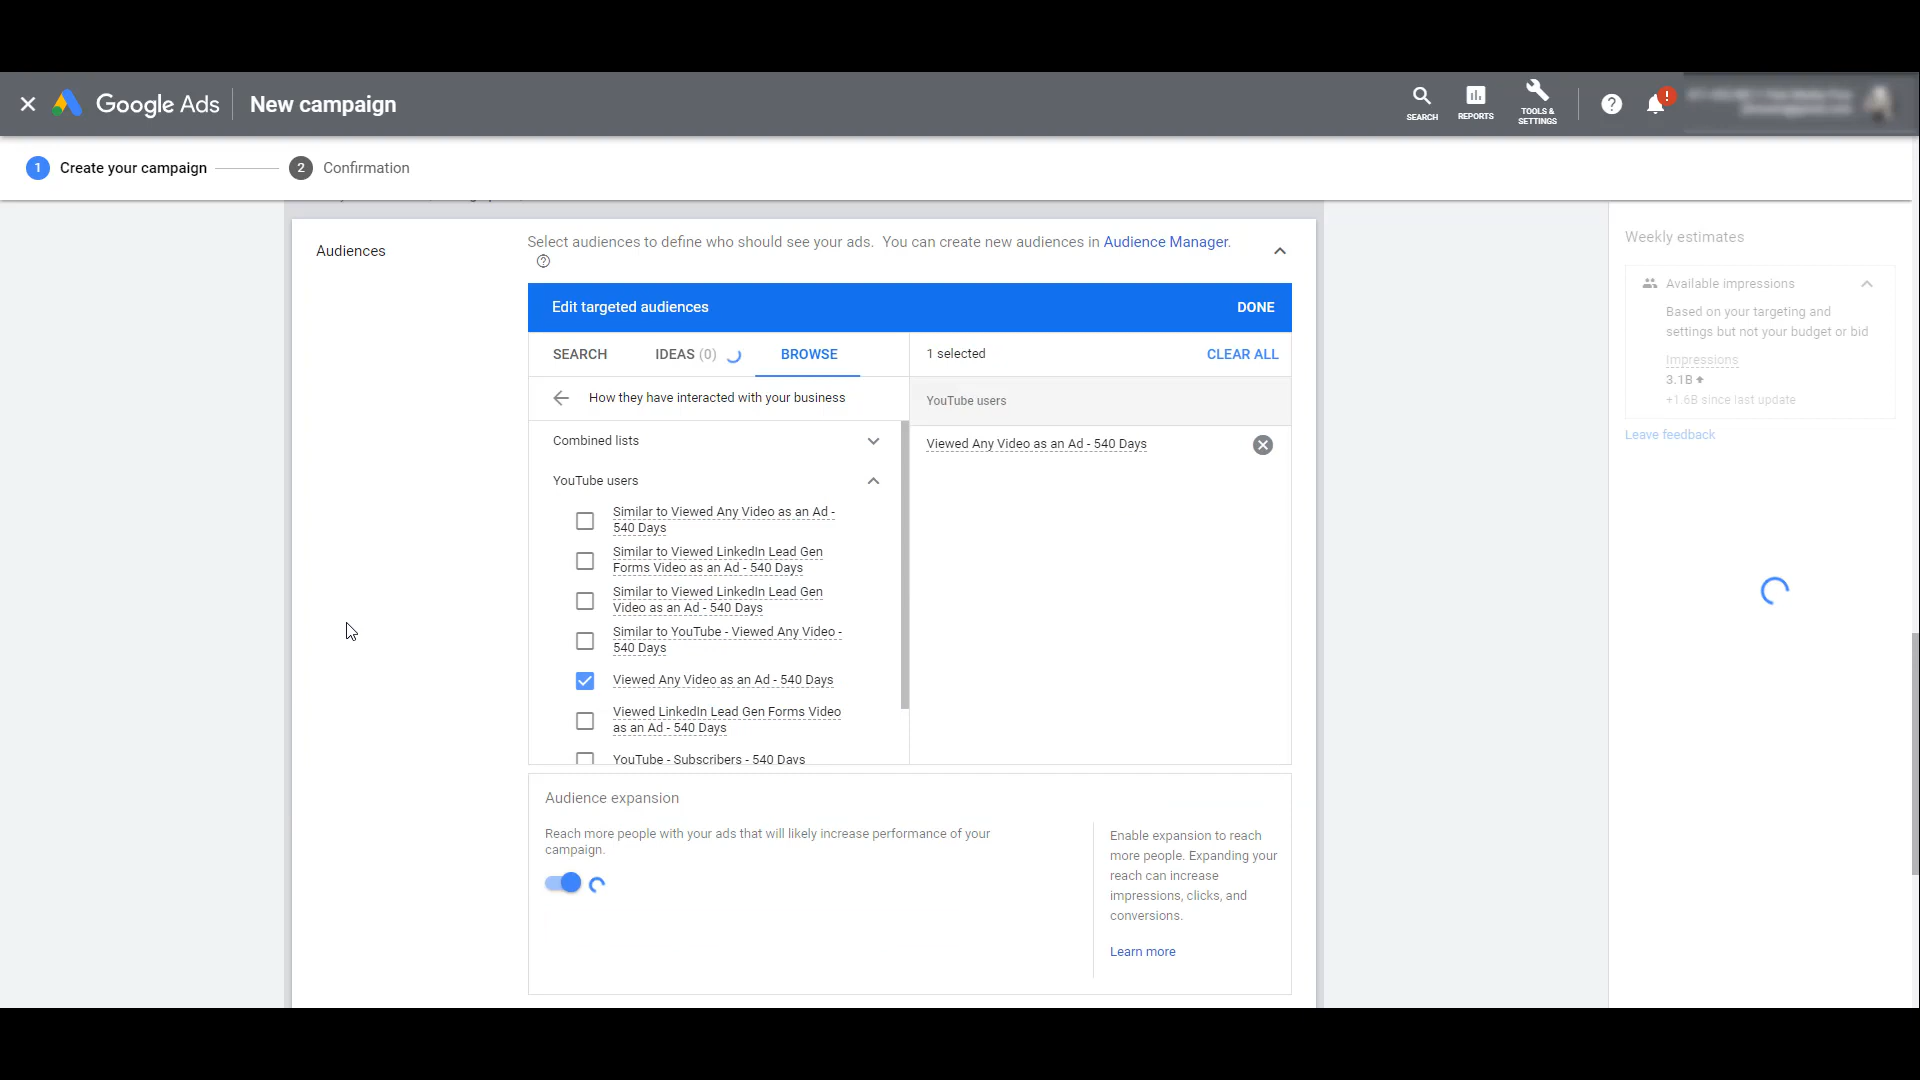 Google Ads
New campaign
SEARCH
REPORTS
TOOLS &
SETTINGS
!
1 Create your campaign
2 Confirmation
Audiences
Select audiences to define who should see your ads. You can create new audiences in Audience Manager.
Edit targeted audiences
DONE
SEARCH
IDEAS (0)
BROWSE
1 selected
CLEAR ALL
How they have interacted with your business
YouTube users
Combined lists
Viewed Any Video as an Ad - 540 Days
YouTube users
Similar to Viewed Any Video as an Ad -
540 Days
Similar to Viewed LinkedIn Lead Gen
Forms Video as an Ad - 540 Days
Similar to Viewed LinkedIn Lead Gen
Video as an Ad - 540 Days
Similar to YouTube - Viewed Any Video -
540 Days
Viewed Any Video as an Ad - 540 Days
Viewed LinkedIn Lead Gen Forms Video
as an Ad - 540 Days
YouTube - Subscribers - 540 Days
Audience expansion
Reach more people with your ads that will likely increase performance of your
campaign.
Enable expansion to reach
more people. Expanding your
reach can increase
impressions, clicks, and
conversions.
Learn more
Weekly estimates
Available impressions
Based on your targeting and
settings but not your budget or bid
Impressions
3.1B
+1.6B since last update
Leave feedback